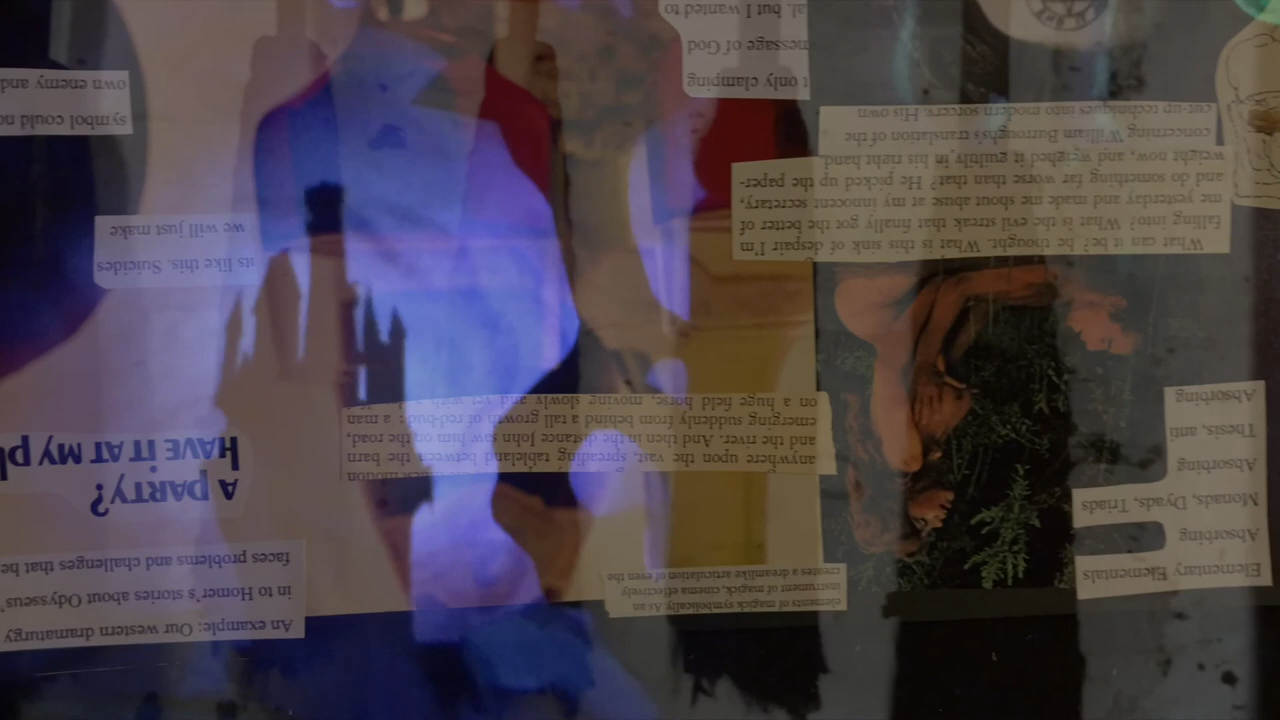 Elementary Elementals
Absorbing
Monads, Dyads, Triads
Absorbing
Thesis, anti
Absorbing
elements of magick symbolically As an
instrument of magick, cinema effectively
creates a dreamlike articulation of even the
An example: Our western dramaturgy
in to Homer's stories about Odysseus'
faces problems and challenges that he
A PARTY?
HAVE IT AT MY pl
motion
anywhere upon the vast, spreading tableland between the barn
and the river. And then in the distance John saw him on the road,
emerging suddenly from behind a tall growth of red-buds: a man
on a huge field horse, moving slowly and yet with
What can it be? he thought. What is this sink of despair I'm
falling into? What is the evil streak that finally got the better of
me yesterday and made me shout abuse at my innocent secretary,
and do something far worse than that? He picked up the paper-
weight now, and weighed it guiltily in his right hand.
concerning William Burroughs's translation of the
cut-up techniques into modern sorcery. His own
its like this. Suicides
we will just make
t only clamping
message of God
al, but I wanted to
symbol could no
own enemy and